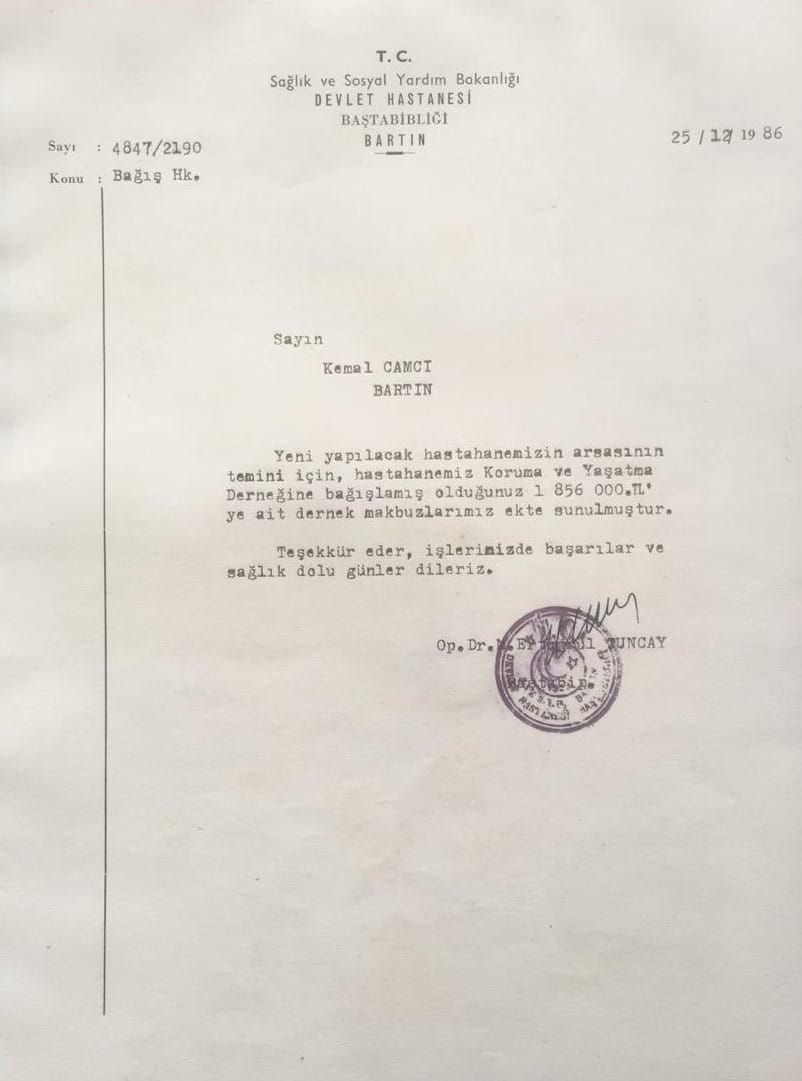 T. C.
Sağlık ve Sosyal Yardım Bakanlığı
DEVLET HASTANESİ
BAŞTABİBLİĞİ
BARTIN
25 / 12 19 86
Sayı : 4847/2190
Konu : Bağış Hk.
Sayın
Kemal CAMCI
BARTIN
Yeni yapılacak hastahanemizin arsasının
temini için, hastahanemiz Koruma ve Yaşatma
Derneğine bağışlamış olduğunuz 1 856 000.TL'
ye ait dernek makbuzlarımız ekte sunulmuştur.
Teşekkür eder, işlerinizde başarılar ve
sağlık dolu günler dileriz.
Op.Dr. TUNCAY
Baştabip.
HASTANESİ